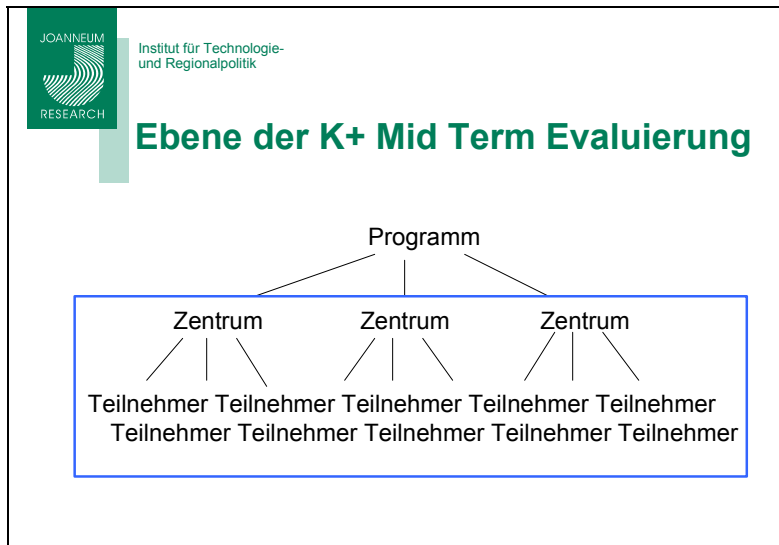 JOANNEUM
RESEARCH
Institut für Technologie-
und Regionalpolitik
Ebene der K+ Mid Term Evaluierung
Programm
Zentrum Zentrum Zentrum
Teilnehmer Teilnehmer Teilnehmer Teilnehmer Teilnehmer
Teilnehmer Teilnehmer Teilnehmer Teilnehmer Teilnehmer